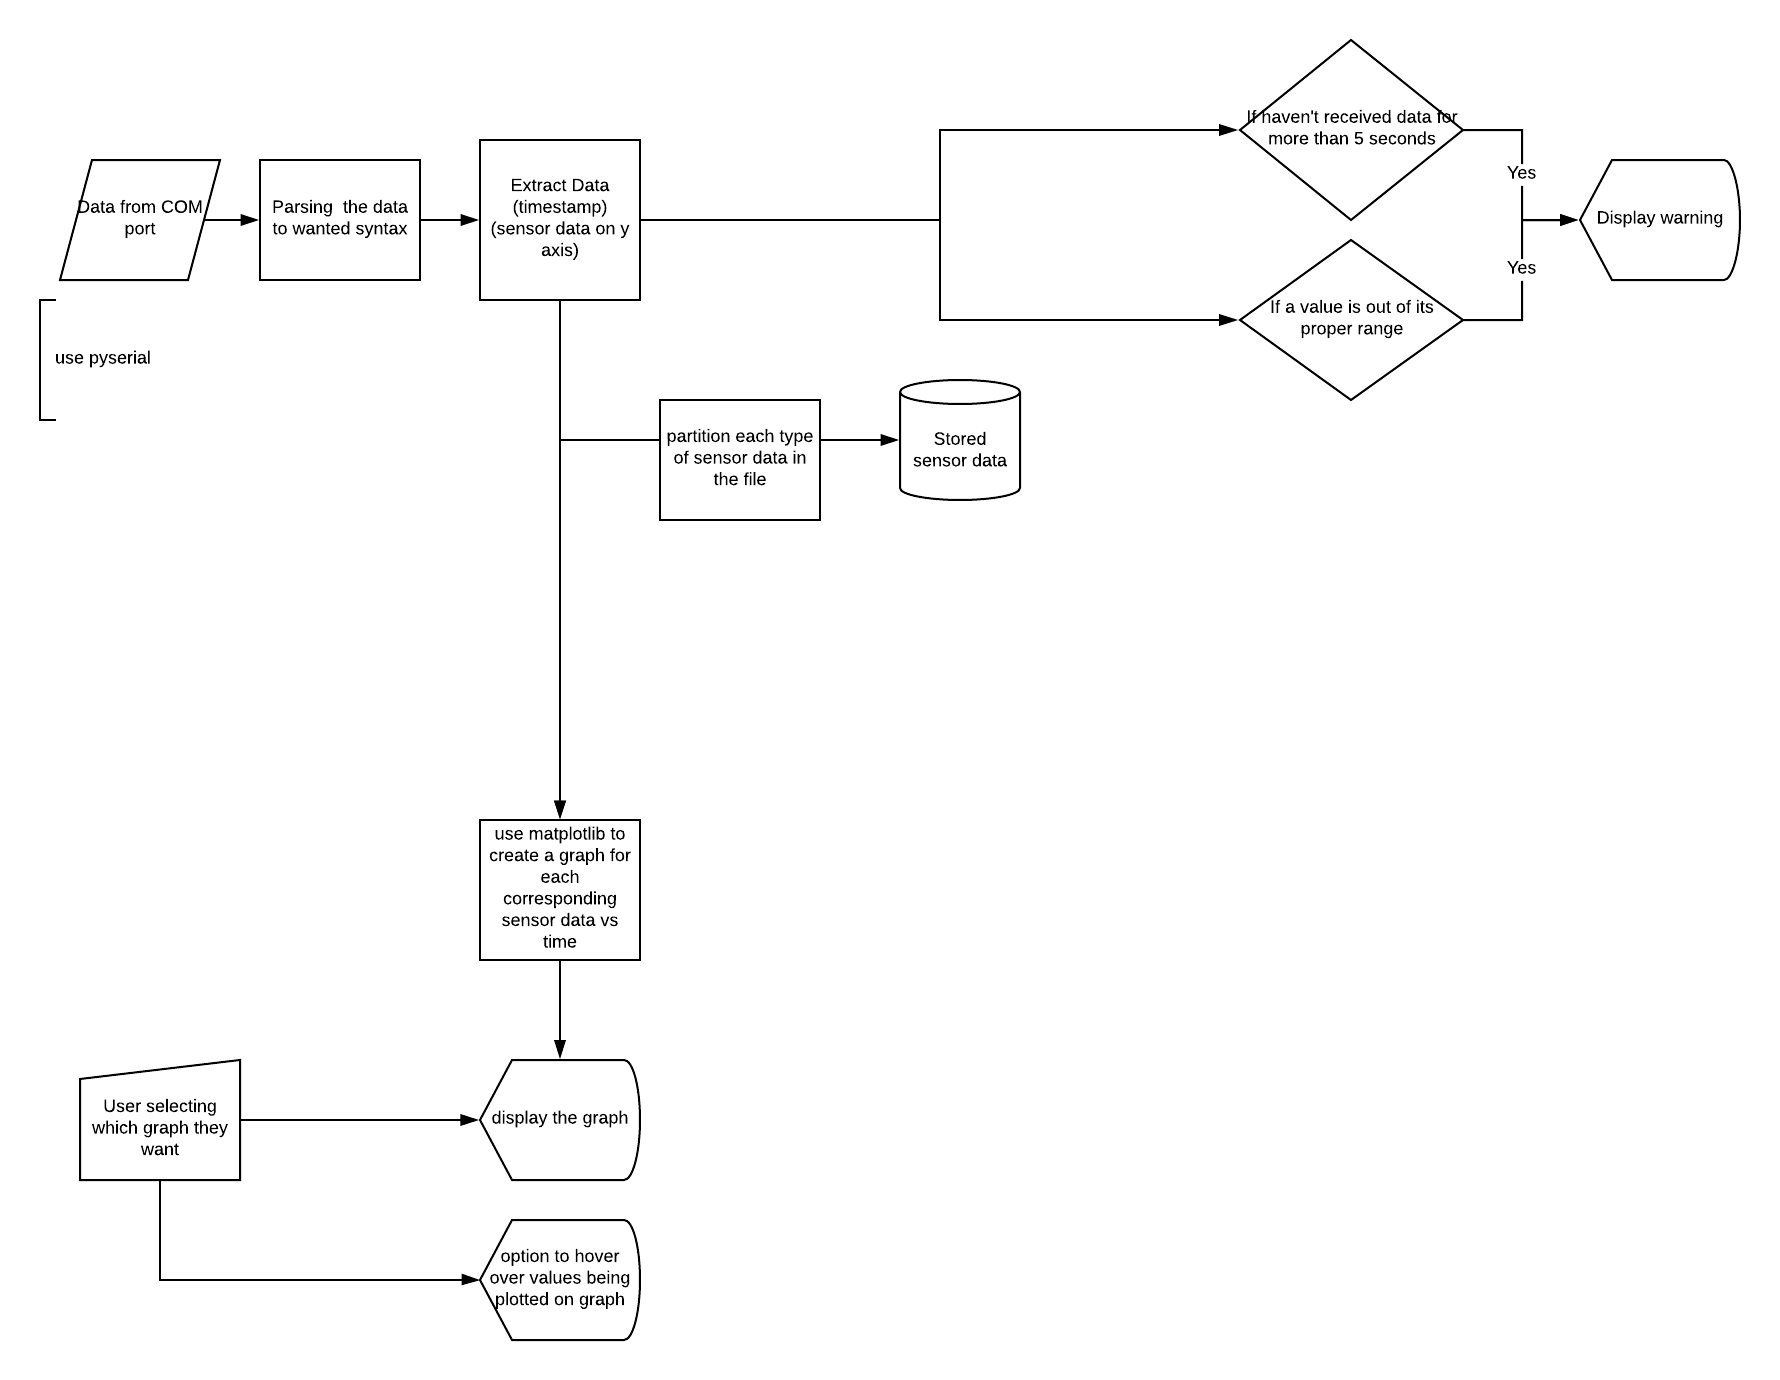 If haven't received data for
more than 5 seconds
Yes
Data from COM
port
Parsing  the data
to wanted syntax
Extract Data
(timestamp)
(sensor data on y
axis)
Display warning
Yes
If a value is out of its
proper range
use pyserial
partition each type
of sensor data in
the file
Stored
sensor data
use matplotlib to
create a graph for
each
corresponding
sensor data vs
time
User selecting
which graph they
want
display the graph
option to hover
over values being
plotted on graph